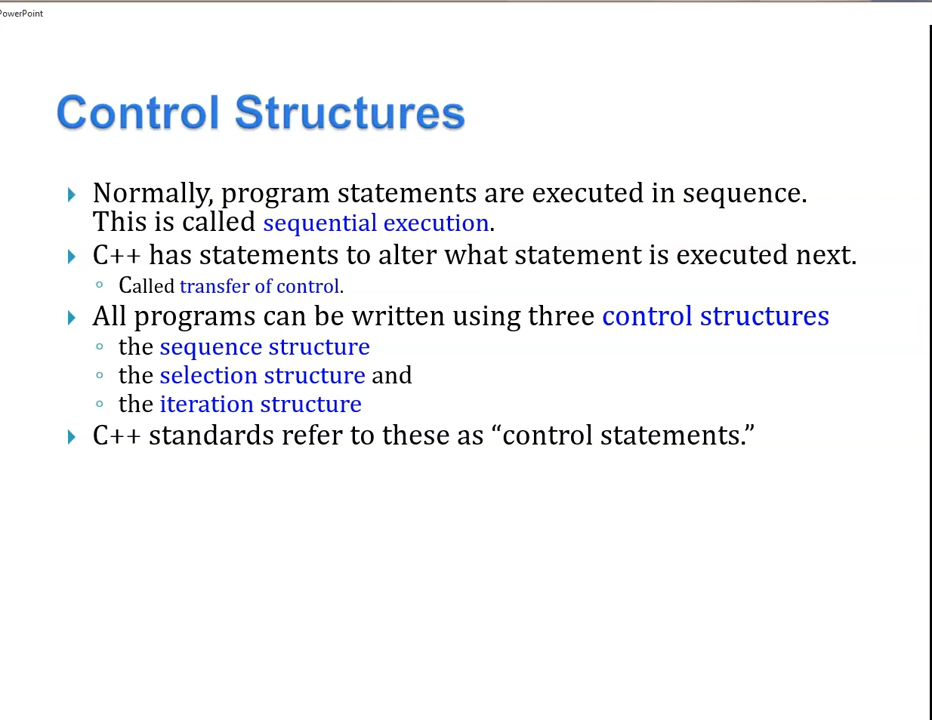 PowerPoint
Control Structures
Normally, program statements are executed in sequence.
This is called sequential execution.
C++ has statements to alter what statement is executed next.
Called transfer of control.
All programs can be written using three control structures
the sequence structure
the selection structure and
the iteration structure
C++ standards refer to these as “control statements.”